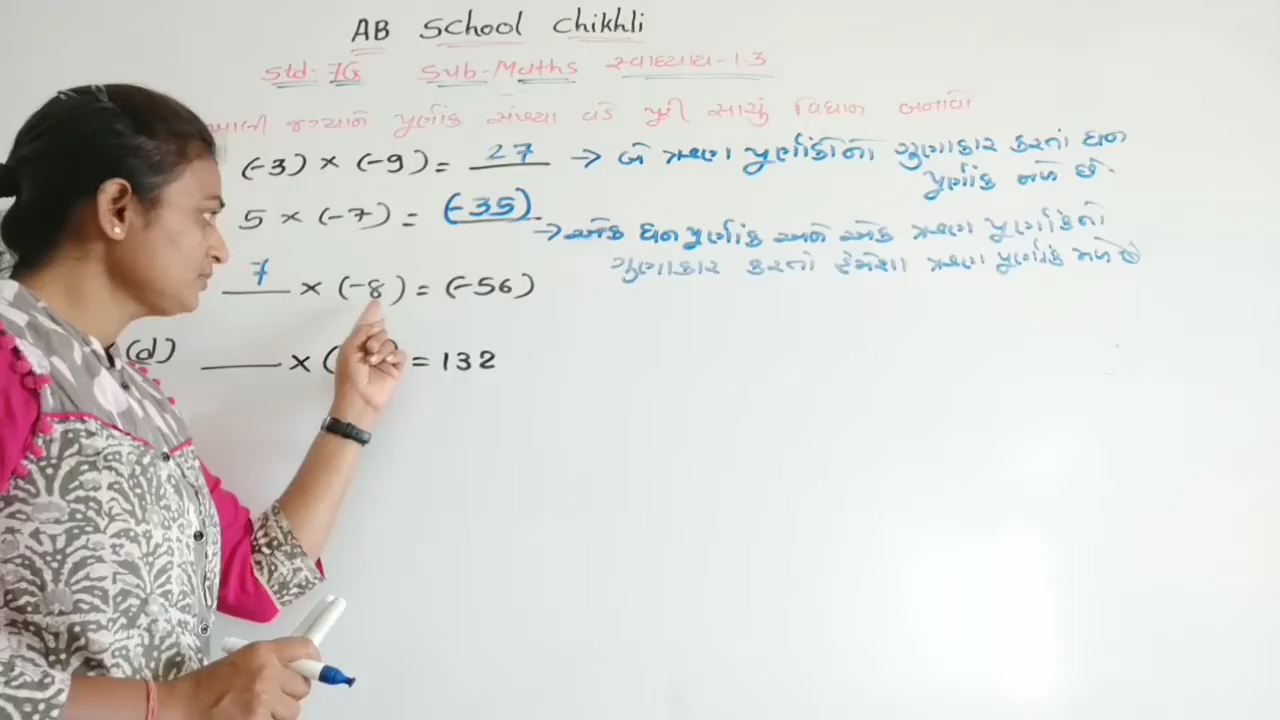 AB School Chikhli
Std- 7G Sub-Maths સ્વાધ્યાય-1.3
ખાલી જગ્યાને પૂર્ણાંક સંખ્યા વડે પૂરી સાચું વિધાન બનાવો
(-3) × (-9) = 27 → બે ઋણ પૂર્ણાંકોનો ગુણાકાર કરતાં ધન
પૂર્ણાંક મળે છે.
5 × (-7) = (-35)
→ એક ધન પૂર્ણાંક અને એક ઋણ પૂર્ણાંકનો
ગુણાકાર કરતાં હંમેશા ઋણ પૂર્ણાંક મળે છે
7 × (-8) = (-56)
(d) ___ × ( = 132